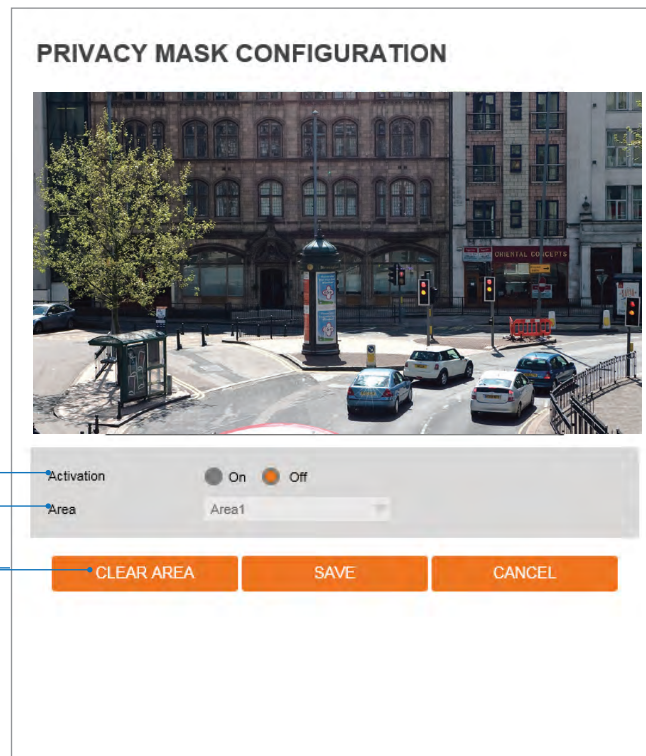 PRIVACY MASK CONFIGURATION
ORIENTAL CONCEPTS
Activation
On
Off
Area
Area1
CLEAR AREA
SAVE
CANCEL